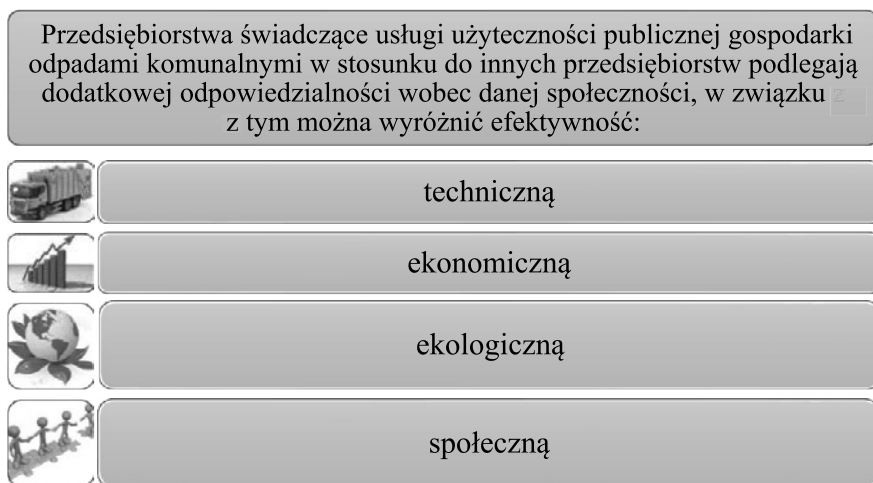 Przedsiębiorstwa świadczące usługi użyteczności publicznej gospodarki
odpadami komunalnymi w stosunku do innych przedsiębiorstw podlegają
dodatkowej odpowiedzialności wobec danej społeczności, w związku z
z tym można wyróżnić efektywność:
techniczną
ekonomiczną
ekologiczną
społeczną